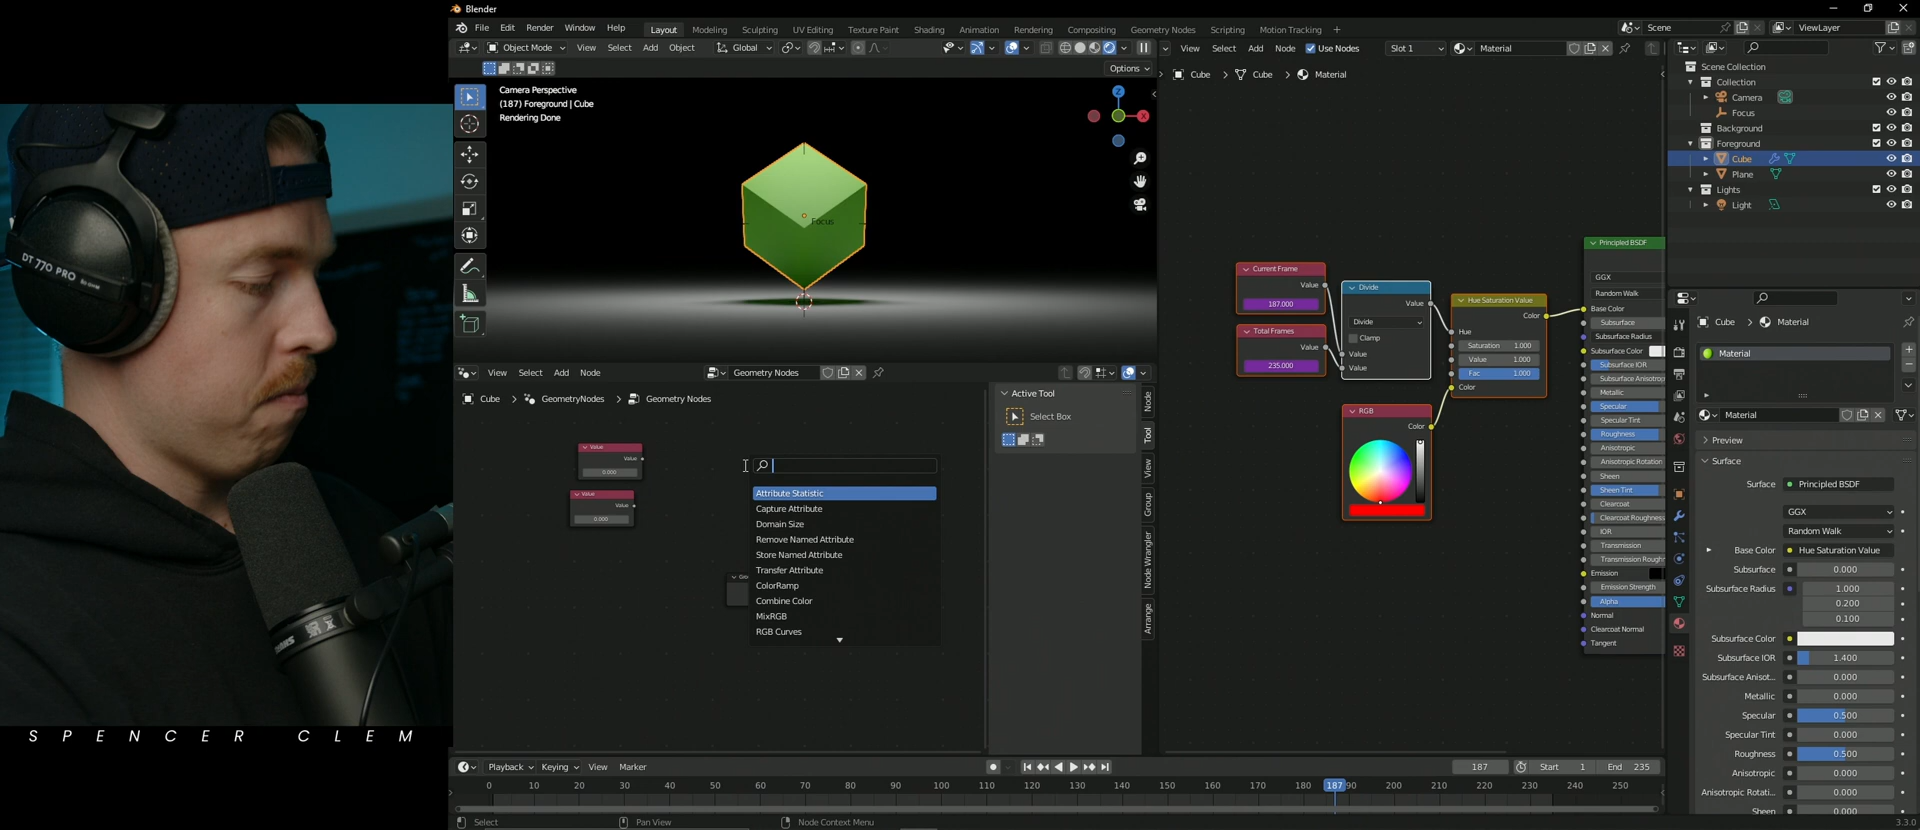 Blender
File Edit Render Window Help
Layout Modeling Sculpting UV Editing Texture Paint Shading Animation Rendering Compositing Geometry Nodes Scripting Motion Tracking +
Scene
ViewLayer
Object Mode View Select Add Object
Global
Options
Camera Perspective
(187) Foreground | Cube
Rendering Done
Z
X
Focus
View Select Add Node Use Nodes
Slot 1
Material
Cube > Cube > Material
Current Frame
Value
187.000
Total Frames
Value
235.000
Divide
Value
Divide
Clamp
Value
Value
Hue Saturation Value
Color
Hue
Saturation 1.000
Value 1.000
Fac 1.000
Color
RGB
Color
Principled BSDF
GGX
Random Walk
Base Color
Subsurface
Subsurface Radius
Subsurface Color
Subsurface IOR
Subsurface Anisotrop
Metallic
Specular
Specular Tint
Roughness
Anisotropic
Anisotropic Rotati
Sheen
Sheen Tint
Clearcoat
Clearcoat Roughness
IOR
Transmission
Transmission Rough
Emission
Emission Strength
Alpha
Normal
Clearcoat Normal
Tangent
View Select Add Node
Geometry Nodes
Cube > GeometryNodes > Geometry Nodes
Value
Value
0.000
Value
Value
0.000
Attribute Statistic
Capture Attribute
Domain Size
Remove Named Attribute
Store Named Attribute
Transfer Attribute
ColorRamp
Combine Color
MixRGB
RGB Curves
Active Tool
Select Box
Node
Tool
View
Group
Node Wrangler
Arrange
Scene Collection
Collection
Camera
Focus
Background
Foreground
Cube
Plane
Lights
Light
Cube > Material
Material
Material
Preview
Surface
Surface Principled BSDF
GGX
Random Walk
Base Color Hue Saturation Value
Subsurface 0.000
Subsurface Radius 1.000
0.200
0.100
Subsurface Color
Subsurface IOR 1.400
Subsurface Anisot... 0.000
Metallic 0.000
Specular 0.500
Specular Tint 0.000
Roughness 0.500
Anisotropic 0.000
Anisotropic Rotati... 0.000
Sheen 0.000
Playback Keying View Marker
187 Start 1 End 235
0 10 20 30 40 50 60 70 80 90 100 110 120 130 140 150 160 170 180 187 90 200 210 220 230 240 250
Select Pan View Node Context Menu
3.3.0
DT 770 PRO
80 OHM
SPENCER CLEM